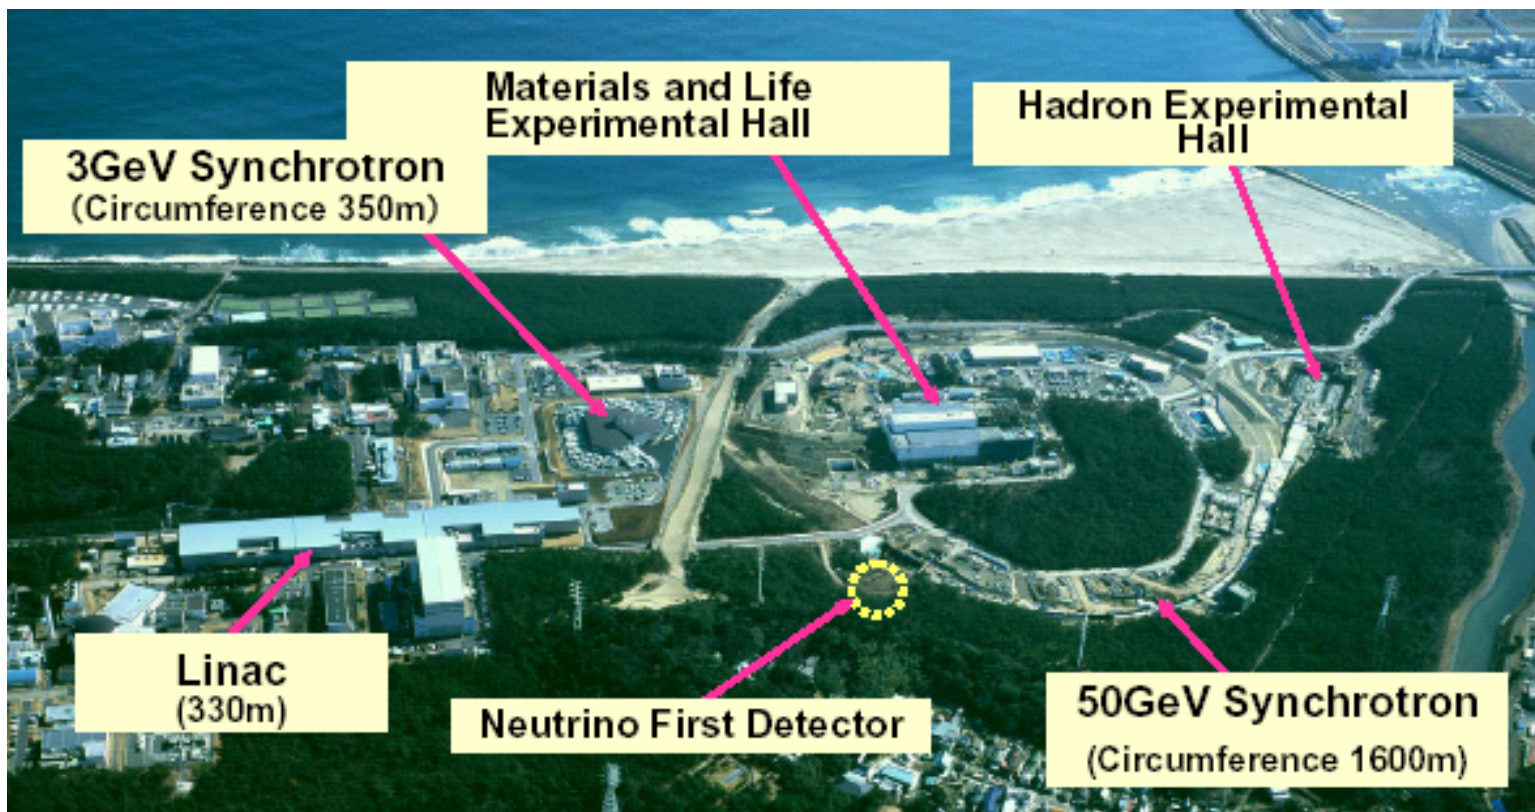 Materials and Life
Experimental Hall
Hadron Experimental
Hall
3GeV Synchrotron
(Circumference 350m)
Linac
(330m)
Neutrino First Detector
50GeV Synchrotron
(Circumference 1600m)